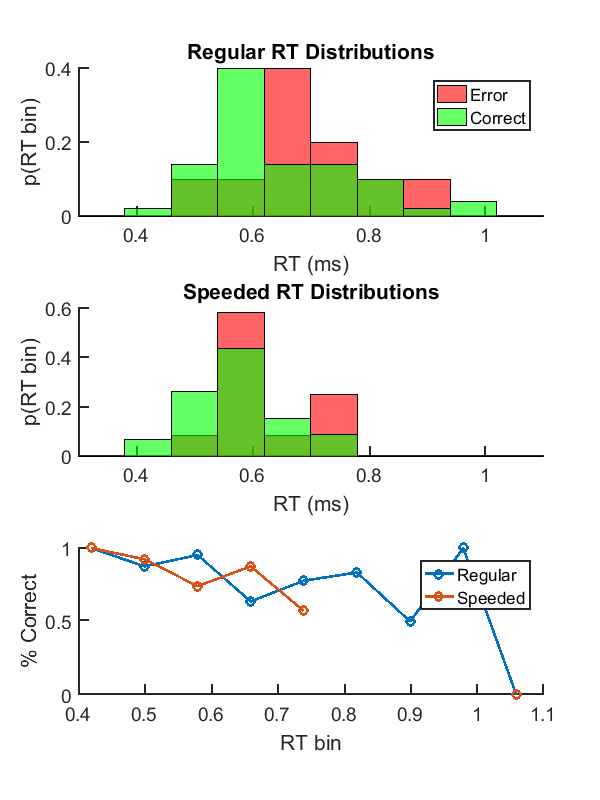 Regular RT Distributions
0.4
0.2
0
p(RT bin)
Error
Correct
0.4
0.6
0.8
1
RT (ms)
Speeded RT Distributions
0.6
0.4
0.2
0
p(RT bin)
0.4
0.6
0.8
1
RT (ms)
1
0.5
0
% Correct
Regular
Speeded
0.4
0.5
0.6
0.7
0.8
0.9
1
1.1
RT bin